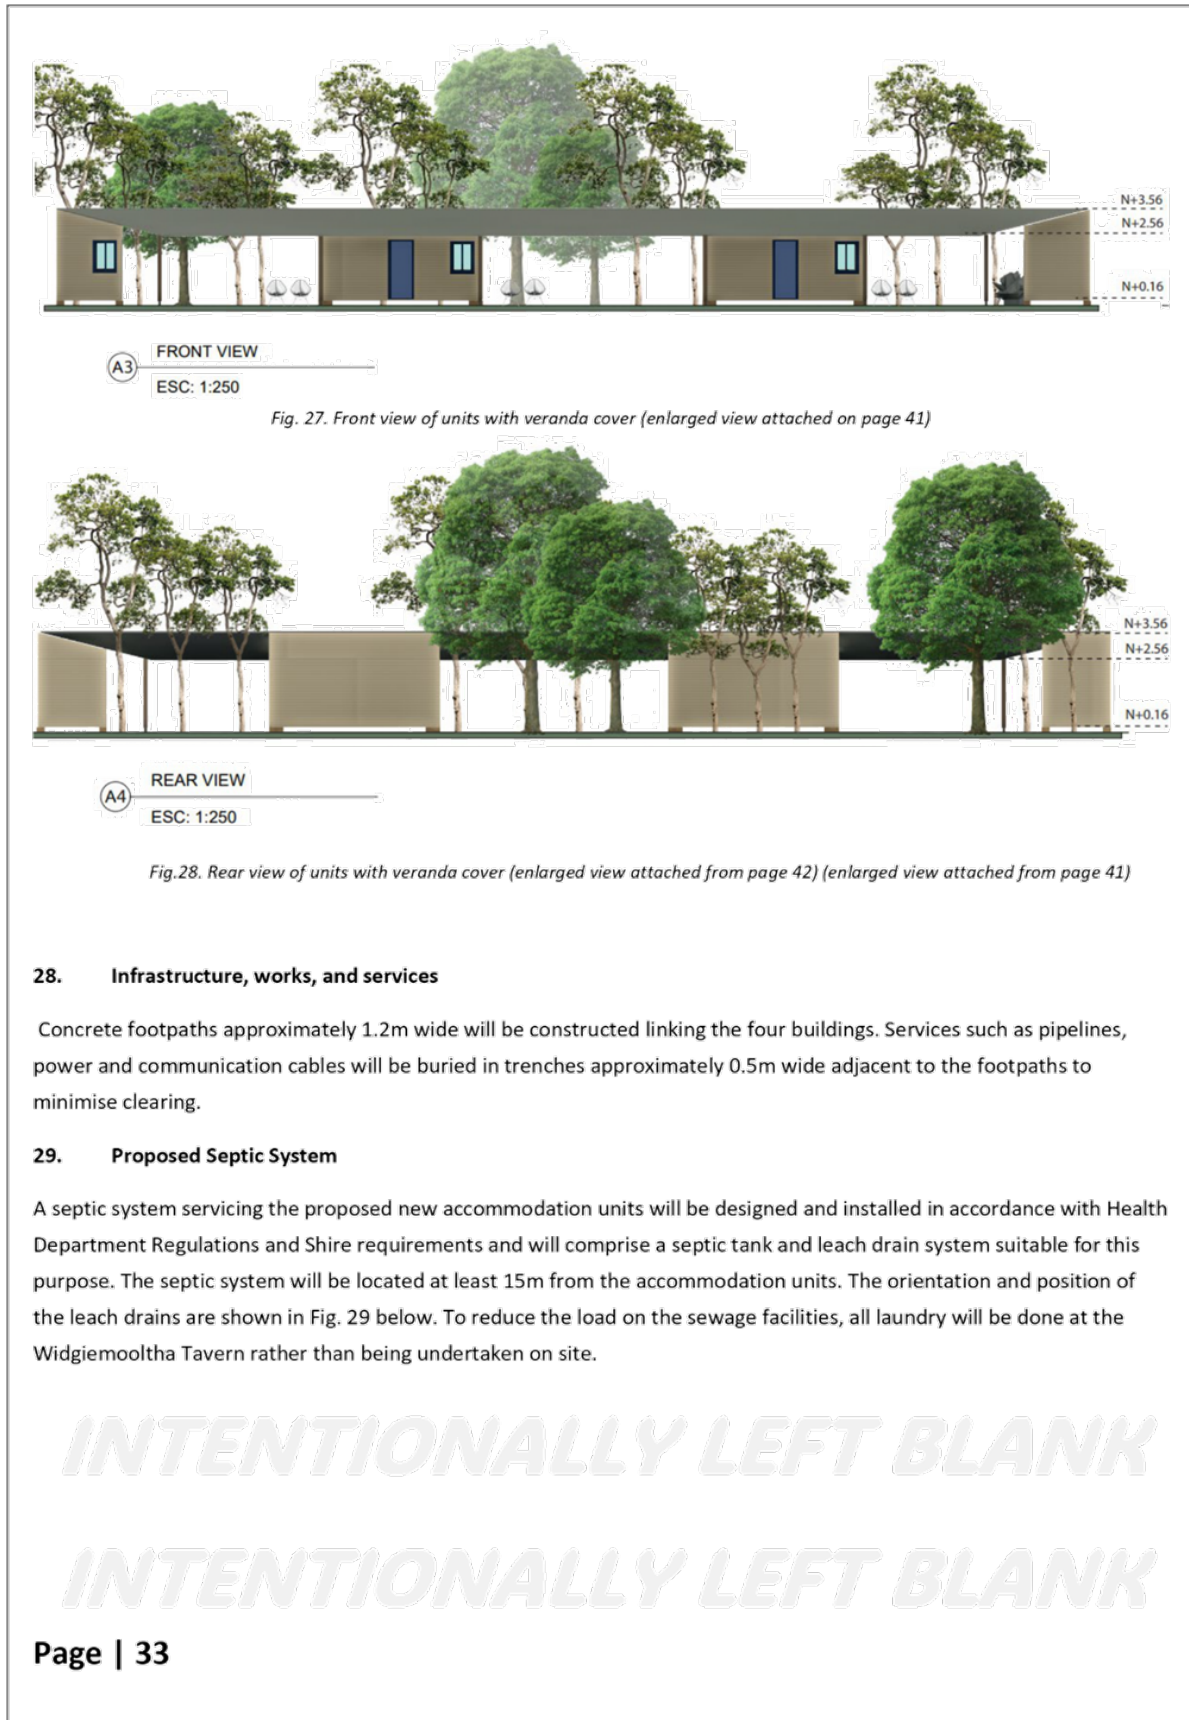 N+3.56
N+2.56
N+0.16
A3
FRONT VIEW
ESC: 1:250
Fig. 27. Front view of units with veranda cover (enlarged view attached on page 41)
N+3.56
N+2.56
N+0.16
A4
REAR VIEW
ESC: 1:250
Fig.28. Rear view of units with veranda cover (enlarged view attached from page 42) (enlarged view attached from page 41)
28. Infrastructure, works, and services
Concrete footpaths approximately 1.2m wide will be constructed linking the four buildings. Services such as pipelines,
power and communication cables will be buried in trenches approximately 0.5m wide adjacent to the footpaths to
minimise clearing.
29. Proposed Septic System
A septic system servicing the proposed new accommodation units will be designed and installed in accordance with Health
Department Regulations and Shire requirements and will comprise a septic tank and leach drain system suitable for this
purpose. The septic system will be located at least 15m from the accommodation units. The orientation and position of
the leach drains are shown in Fig. 29 below. To reduce the load on the sewage facilities, all laundry will be done at the
Widgiemooltha Tavern rather than being undertaken on site.
INTENTIONALLY LEFT BLANK
INTENTIONALLY LEFT BLANK
Page | 33